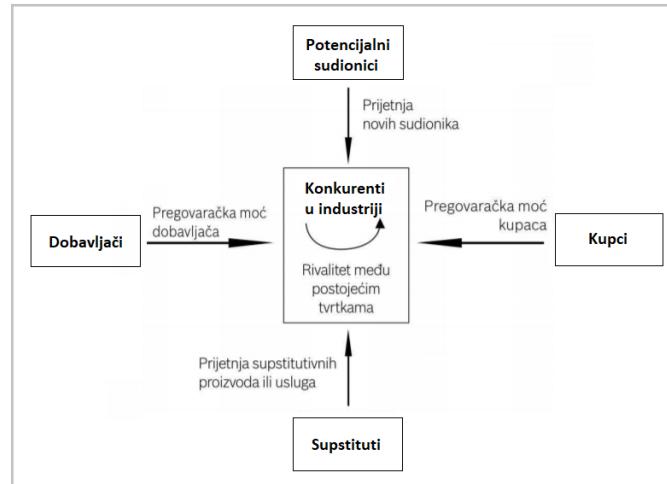 Potencijalni
sudionici
Prijetnja
novih sudionika
Konkurenti
u industriji
Rivalitet među
postojećim
tvrtkama
Dobavljači
Pregovaračka moć
dobavljača
Pregovaračka moć
kupaca
Kupci
Prijetnja supstitutivnih
proizvoda ili usluga
Supstituti